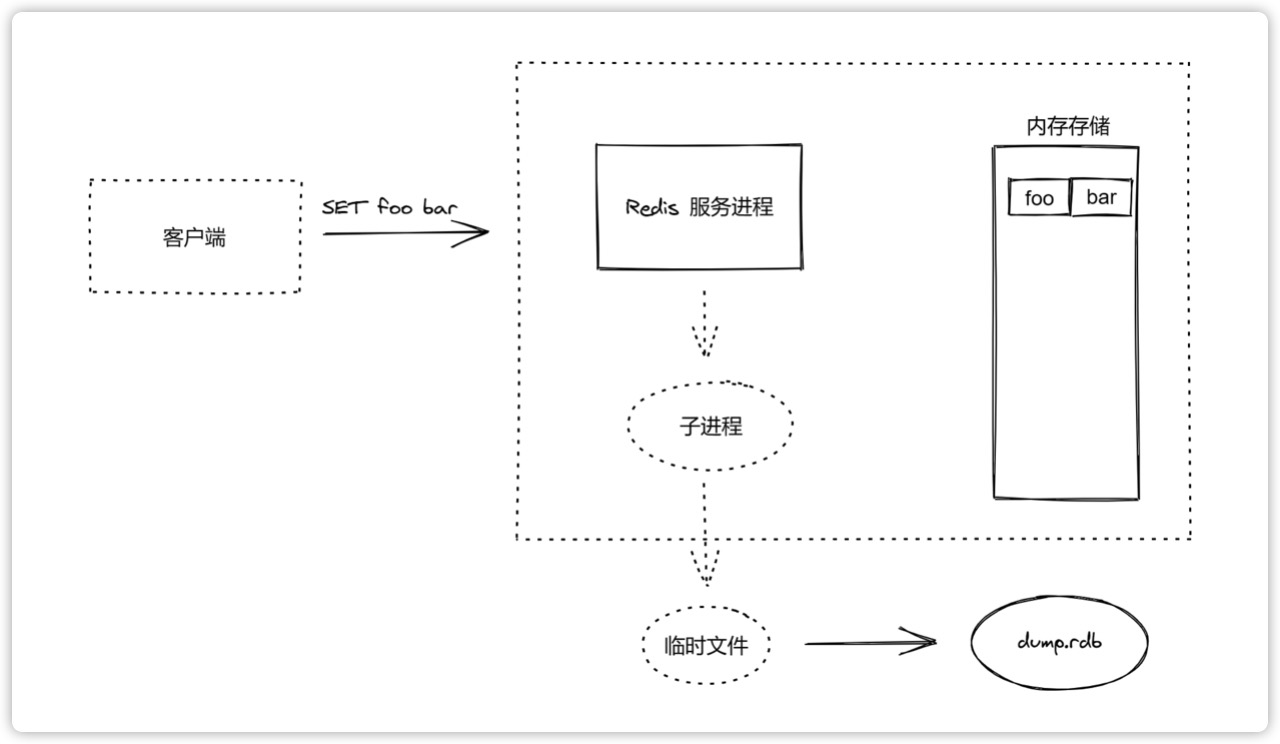 内存存储
foo bar
SET foo bar
Redis 服务进程
客户端
子进程
临时文件
dump.rdb